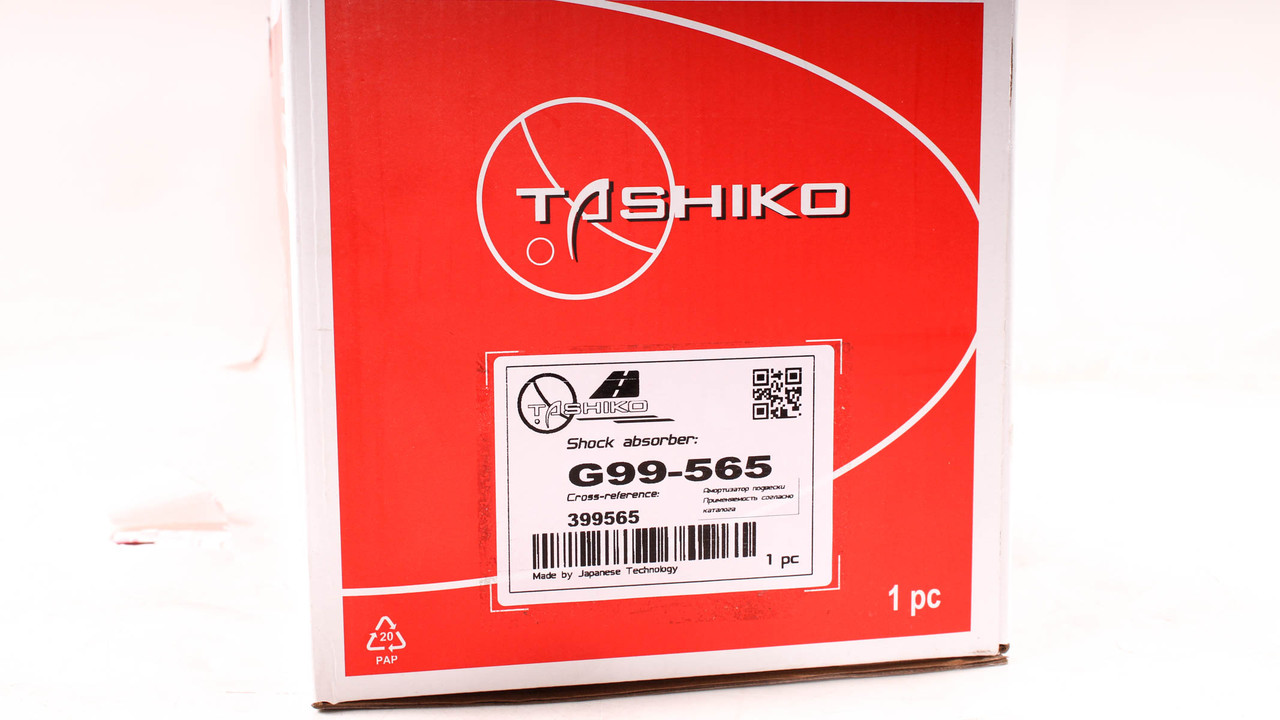 TASHIKO
TASHIKO
Shock absorber:
G99-565
Cross-reference:
399565
Амортизатор подвески
Применяемость согласно
каталога
1 pc
Made by Japanese Technology
1 pc
20
PAP